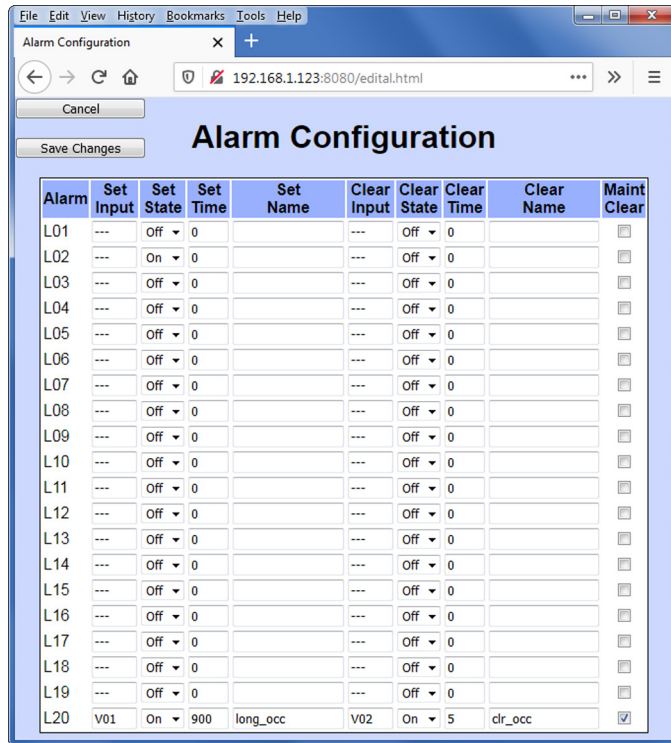 File Edit View History Bookmarks Tools Help
Alarm Configuration × +
192.168.1.123:8080/edital.html
Cancel
Save Changes
Alarm Configuration
Alarm Set Input Set State Set Time Set Name Clear Input Clear State Clear Time Clear Name Maint Clear
L01 --- Off 0 --- Off 0
L02 --- On 0 --- Off 0
L03 --- Off 0 --- Off 0
L04 --- Off 0 --- Off 0
L05 --- Off 0 --- Off 0
L06 --- Off 0 --- Off 0
L07 --- Off 0 --- Off 0
L08 --- Off 0 --- Off 0
L09 --- Off 0 --- Off 0
L10 --- Off 0 --- Off 0
L11 --- Off 0 --- Off 0
L12 --- Off 0 --- Off 0
L13 --- Off 0 --- Off 0
L14 --- Off 0 --- Off 0
L15 --- Off 0 --- Off 0
L16 --- Off 0 --- Off 0
L17 --- Off 0 --- Off 0
L18 --- Off 0 --- Off 0
L19 --- Off 0 --- Off 0
L20 V01 On 900 long_occ V02 On 5 clr_occ